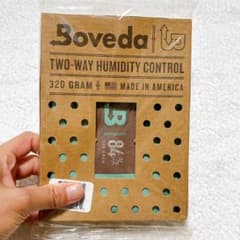 Boveda
TWO-WAY HUMIDITY CONTROL
320 GRAM MADE IN AMERICA
B
84%